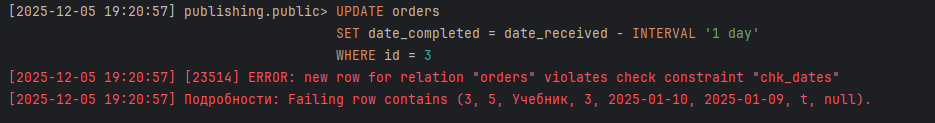 [2025-12-05 19:20:57] publishing.public> UPDATE orders
SET date_completed = date_received - INTERVAL '1 day'
WHERE id = 3
[2025-12-05 19:20:57] [23514] ERROR: new row for relation "orders" violates check constraint "chk_dates"
[2025-12-05 19:20:57] Подробности: Failing row contains (3, 5, Учебник, 3, 2025-01-10, 2025-01-09, t, null).